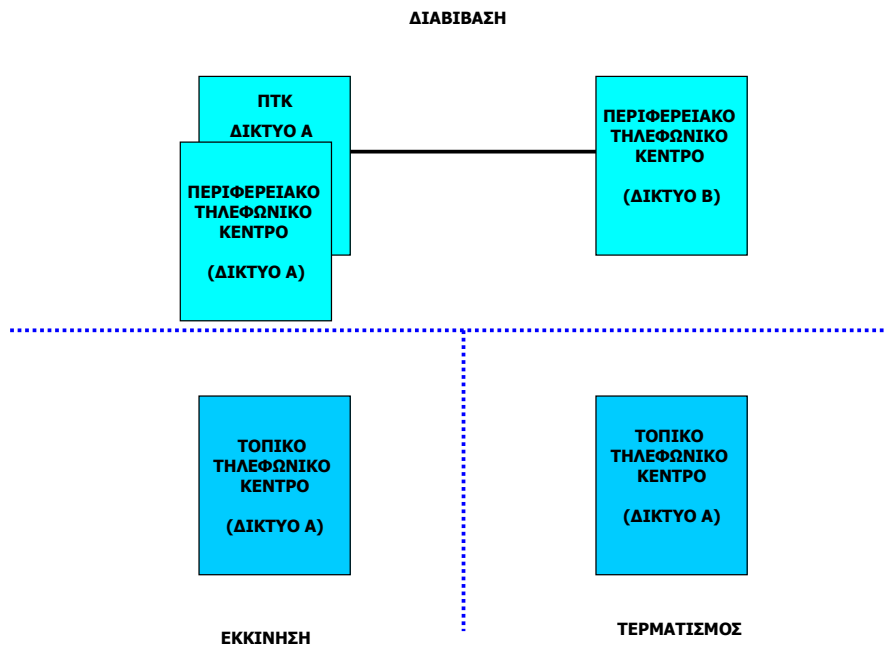 ΔΙΑΒΙΒΑΣΗ
ΠΤΚ
ΔΙΚΤΥΟ Α
ΠΕΡΙΦΕΡΕΙΑΚΟ
ΤΗΛΕΦΩΝΙΚΟ
ΚΕΝΤΡΟ
(ΔΙΚΤΥΟ Α)
ΠΕΡΙΦΕΡΕΙΑΚΟ
ΤΗΛΕΦΩΝΙΚΟ
ΚΕΝΤΡΟ
(ΔΙΚΤΥΟ Β)
ΤΟΠΙΚΟ
ΤΗΛΕΦΩΝΙΚΟ
ΚΕΝΤΡΟ
(ΔΙΚΤΥΟ Α)
ΤΟΠΙΚΟ
ΤΗΛΕΦΩΝΙΚΟ
ΚΕΝΤΡΟ
(ΔΙΚΤΥΟ Α)
ΕΚΚΙΝΗΣΗ
ΤΕΡΜΑΤΙΣΜΟΣ